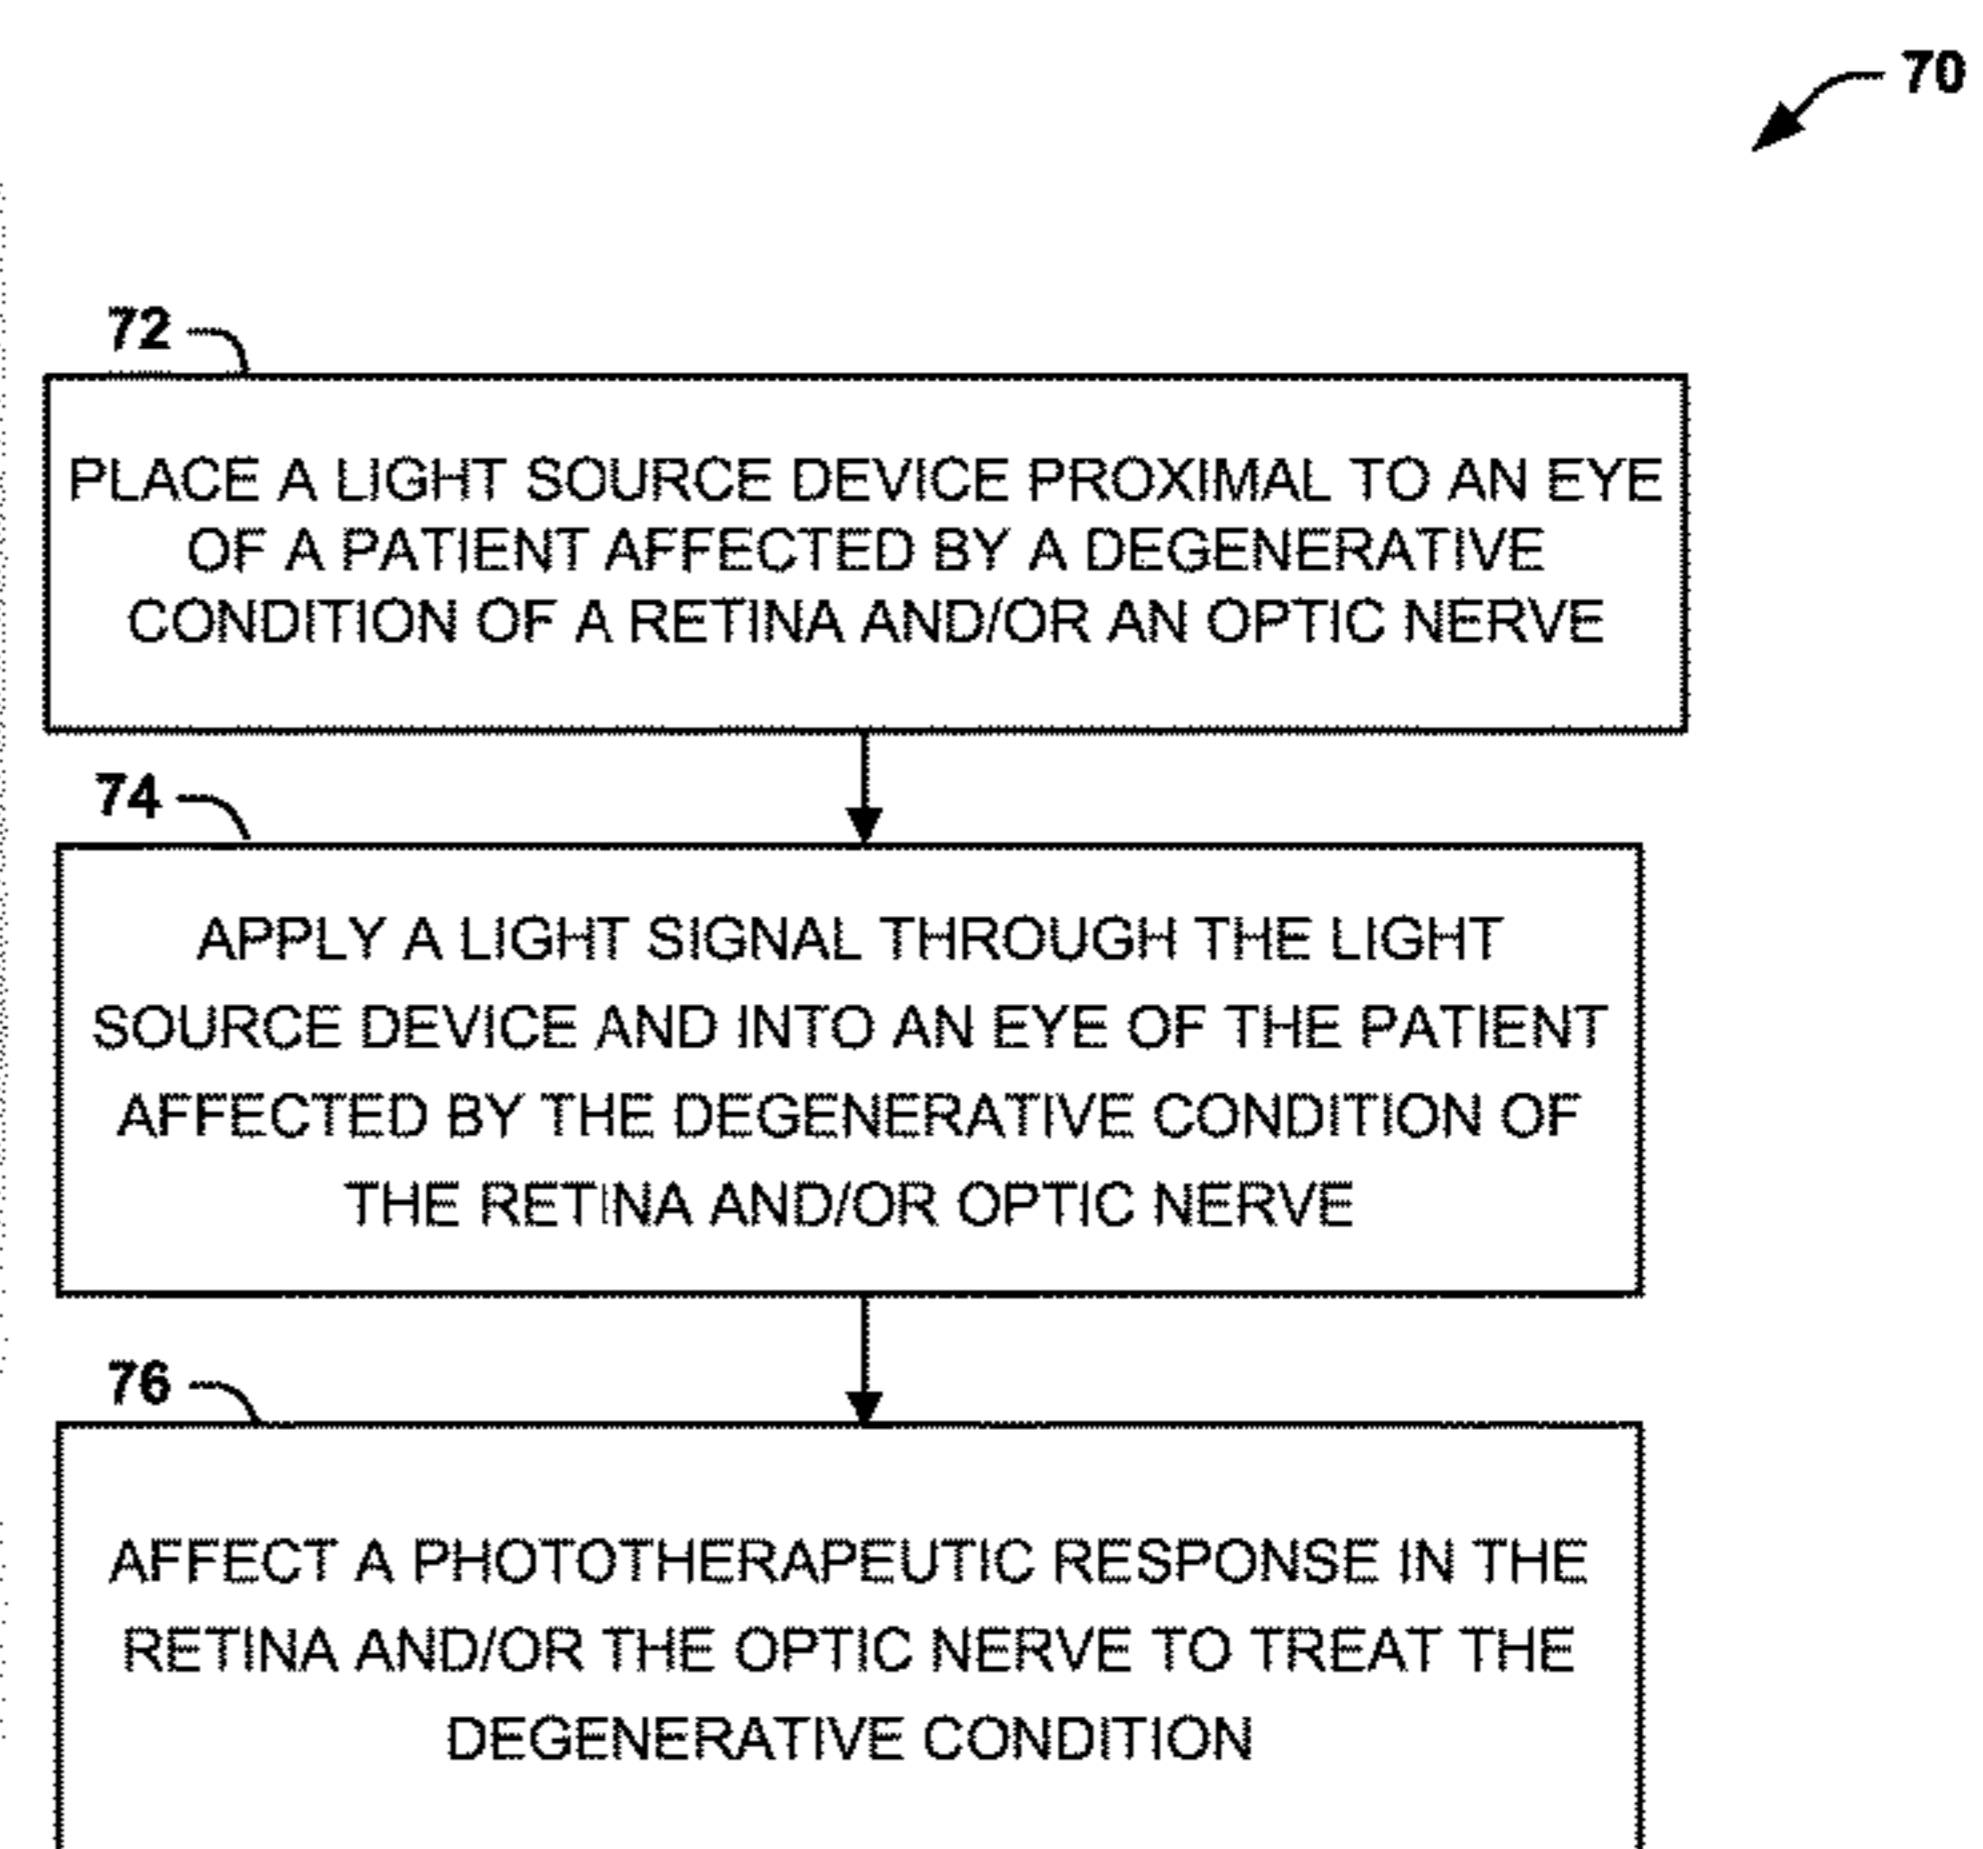 70
72
PLACE A LIGHT SOURCE DEVICE PROXIMAL TO AN EYE
OF A PATIENT AFFECTED BY A DEGENERATIVE
CONDITION OF A RETINA AND/OR AN OPTIC NERVE
74
APPLY A LIGHT SIGNAL THROUGH THE LIGHT
SOURCE DEVICE AND INTO AN EYE OF THE PATIENT
AFFECTED BY THE DEGENERATIVE CONDITION OF
THE RETINA AND/OR OPTIC NERVE
76
AFFECT A PHOTOTHERAPEUTIC RESPONSE IN THE
RETINA AND/OR THE OPTIC NERVE TO TREAT THE
DEGENERATIVE CONDITION